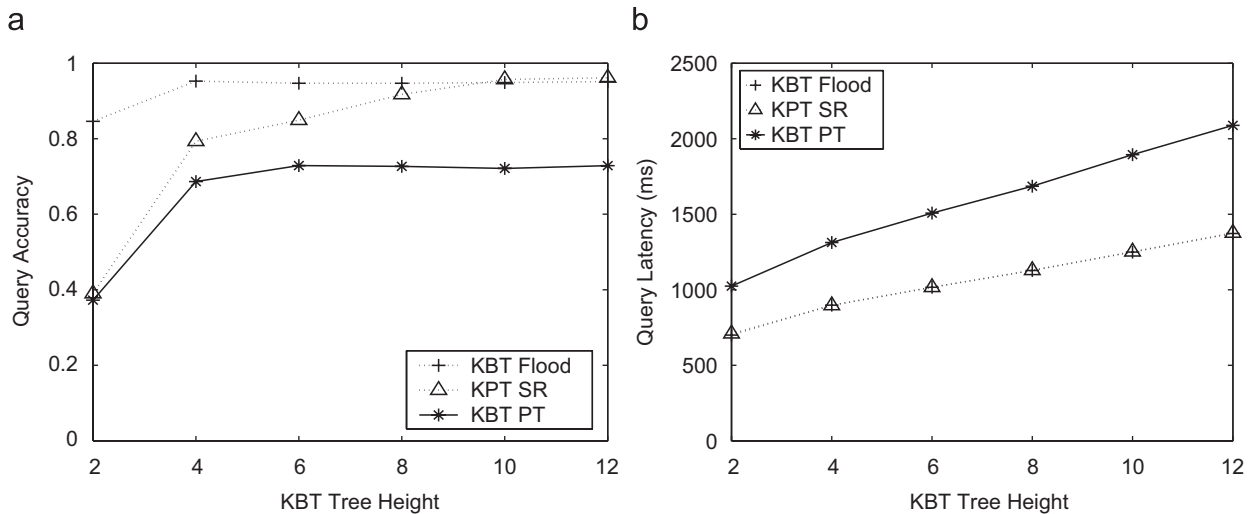 a
1
0.8
0.6
0.4
0.2
0
Query Accuracy
KBT Flood
KPT SR
KBT PT
2 4 6 8 10 12
KBT Tree Height
b
2500
2000
1500
1000
500
0
Query Latency (ms)
KBT Flood
KPT SR
KBT PT
2 4 6 8 10 12
KBT Tree Height